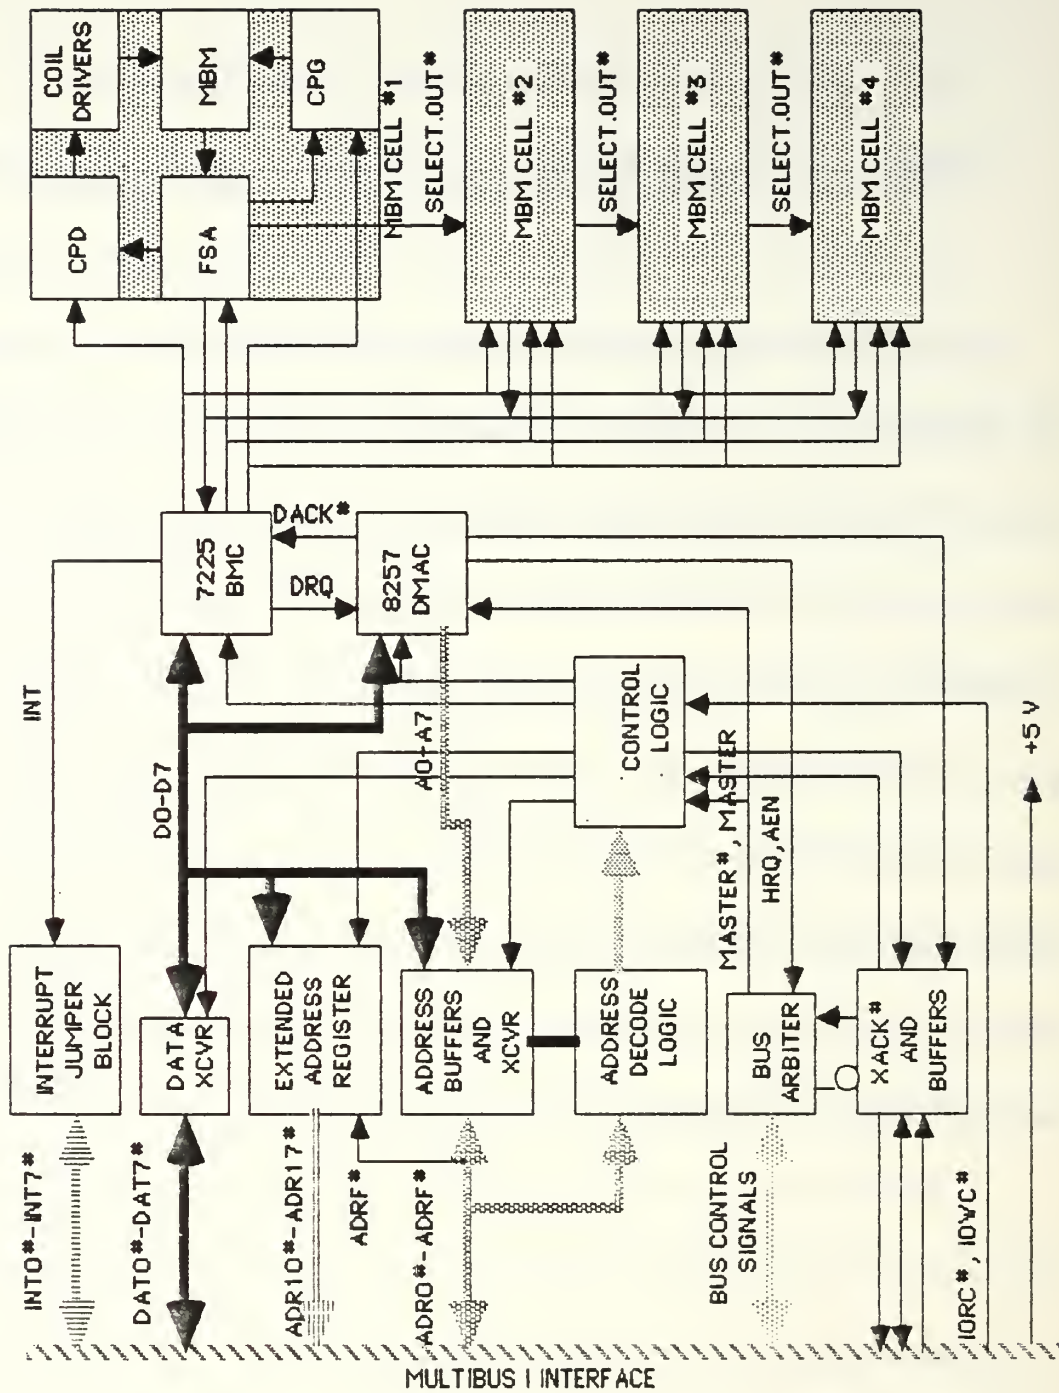 COIL
DRIVERS
MBM
CPG
CPD
FSA
MBM CELL #1
SELECT.OUT*
MBM CELL #2
SELECT.OUT*
MBM CELL #3
SELECT.OUT*
MBM CELL #4
7225
BMC
DACK*
DRQ
8257
DMAC
INT
D0-D7
A0-A7
CONTROL
LOGIC
MASTER*, MASTER
HRQ, AEN
INTERRUPT
JUMPER
BLOCK
DATA
XCVR
EXTENDED
ADDRESS
REGISTER
ADDRESS
BUFFERS
AND
XCVR
ADDRESS
DECODE
LOGIC
BUS
ARBITER
XACK*
AND
BUFFERS
INT0*-INT7*
DAT0*-DAT7*
ADR10*-ADR17*
ADRF*
ADR0*-ADRF*
BUS CONTROL
SIGNALS
IORC*, IOWC*
+5 V
MULTIBUS I INTERFACE